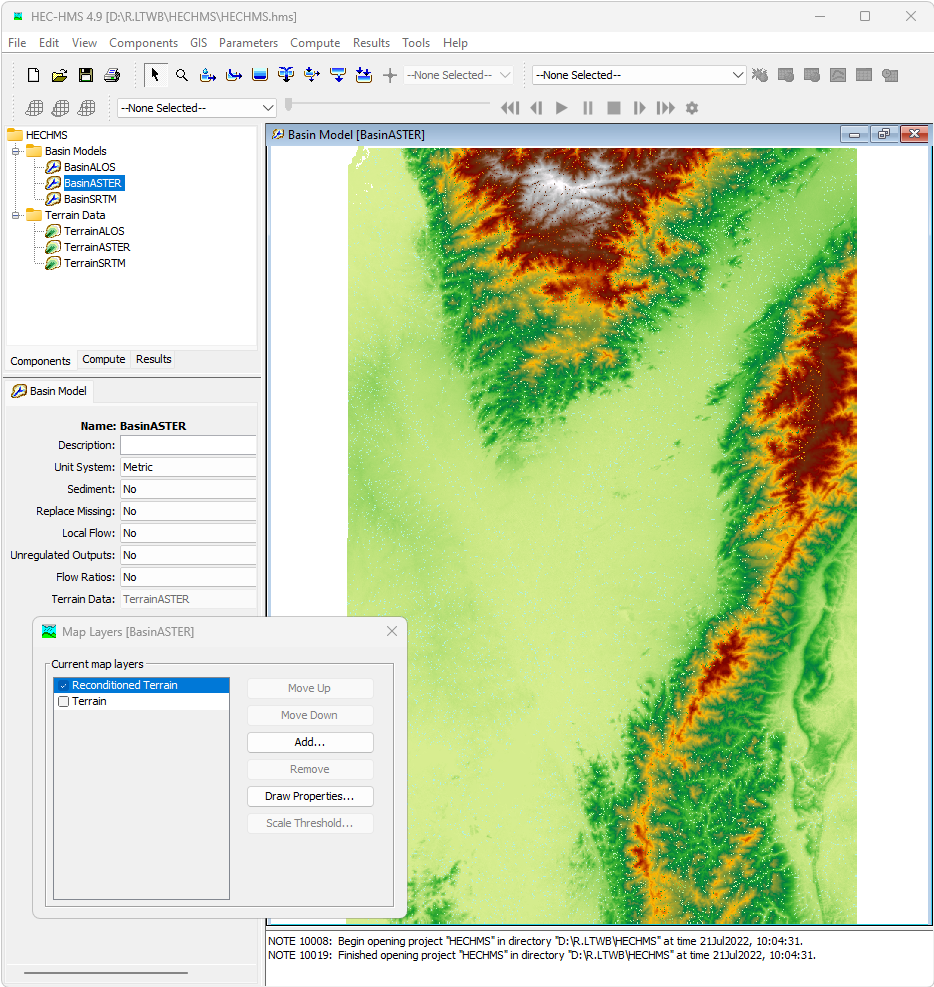 HEC-HMS 4.9 [D:\R.LTWB\HECHMS\HECHMS.hms]
File Edit View Components GIS Parameters Compute Results Tools Help
--None Selected-- --None Selected--
--None Selected--
HECHMS
Basin Models
BasinALOS
BasinASTER
BasinSRTM
Terrain Data
TerrainALOS
TerrainASTER
TerrainSRTM
Components Compute Results
Basin Model [BasinASTER]
Basin Model
Name: BasinASTER
Description:
Unit System: Metric
Sediment: No
Replace Missing: No
Local Flow: No
Unregulated Outputs: No
Flow Ratios: No
Terrain Data: TerrainASTER
Map Layers [BasinASTER]
Current map layers
Reconditioned Terrain
Terrain
Move Up
Move Down
Add...
Remove
Draw Properties...
Scale Threshold...
NOTE 10008: Begin opening project "HECHMS" in directory "D:\R.LTWB\HECHMS" at time 21Jul2022, 10:04:31.
NOTE 10019: Finished opening project "HECHMS" in directory "D:\R.LTWB\HECHMS" at time 21Jul2022, 10:04:31.